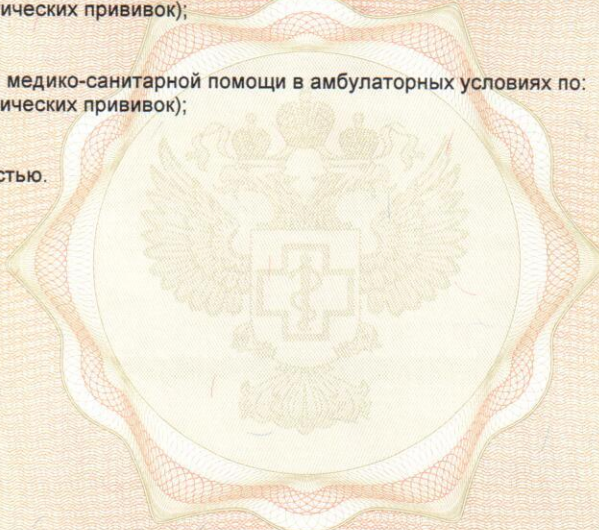 ических прививок);
медико-санитарной помощи в амбулаторных условиях по:
ических прививок);
стью.